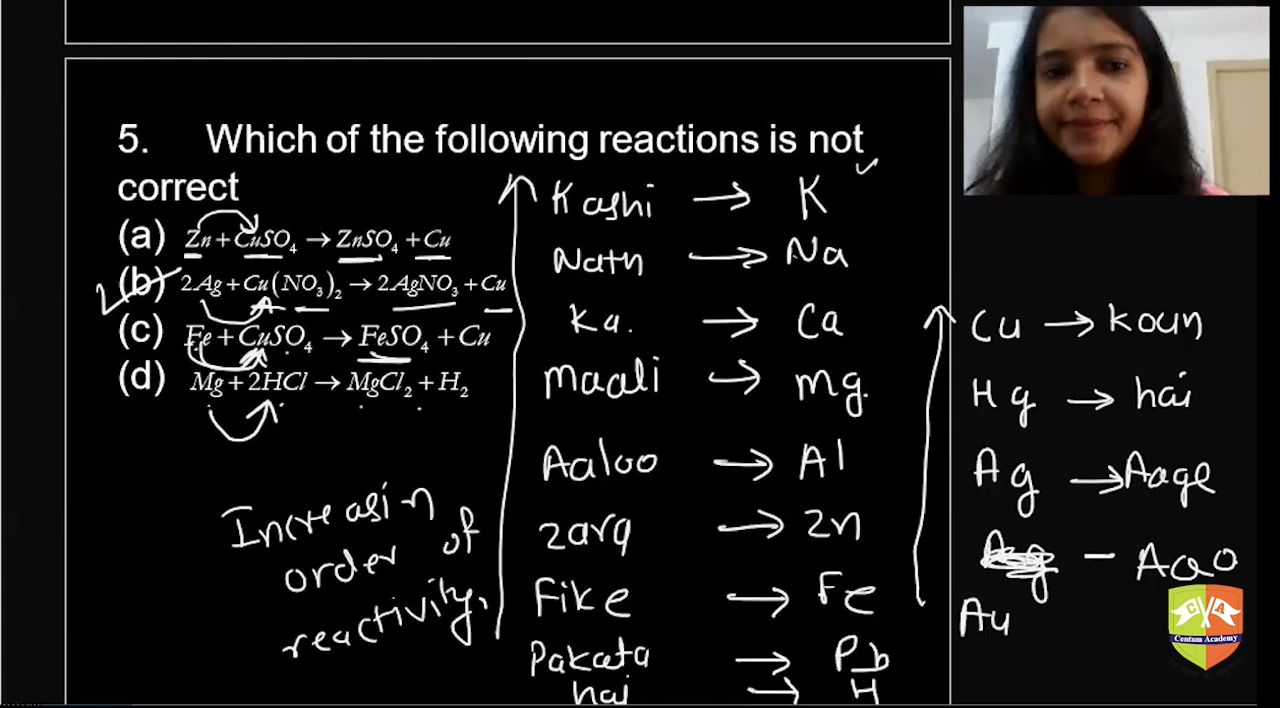 5. Which of the following reactions is not
correct
(a) Zn + CuSO₄ → ZnSO₄ + Cu
(b) 2Ag + Cu(NO₃)₂ → 2AgNO₃ + Cu
(c) Fe + CuSO₄ → FeSO₄ + Cu
(d) Mg + 2HCl → MgCl₂ + H₂
Increasin
order of
reactivity.
Kashi → K
Nath → Na
Ka. → Ca
Maali → mg.
Aaloo → Al
Zarq → Zn
Fike → Fe
Pakata → Pb
hai → H
Cu → koun
Hg → hai
Ag → Aage
– Aao
Au
C A
Centum Academy